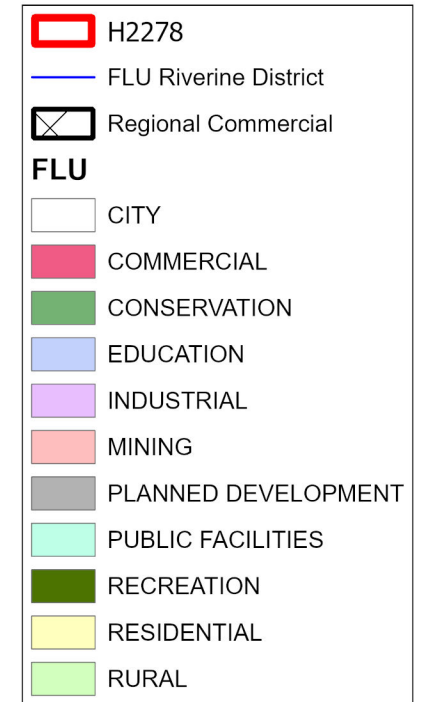 H2278
FLU Riverine District
Regional Commercial
FLU
CITY
COMMERCIAL
CONSERVATION
EDUCATION
INDUSTRIAL
MINING
PLANNED DEVELOPMENT
PUBLIC FACILITIES
RECREATION
RESIDENTIAL
RURAL